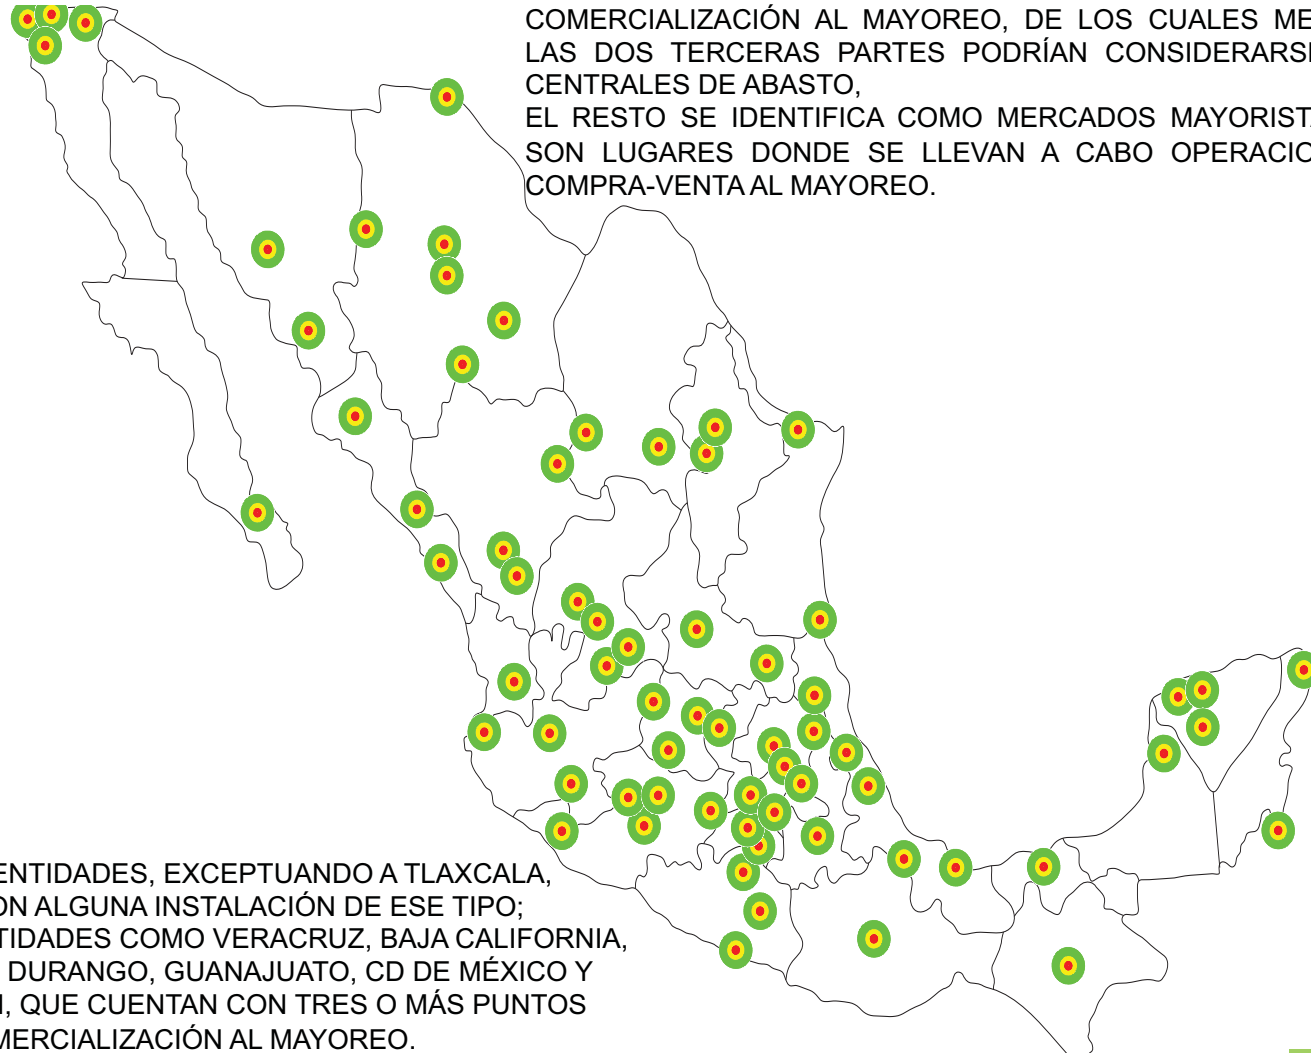 COMERCIALIZACIÓN AL MAYOREO, DE LOS CUALES ME
LAS DOS TERCERAS PARTES PODRÍAN CONSIDERARS
CENTRALES DE ABASTO,
EL RESTO SE IDENTIFICA COMO MERCADOS MAYORIST
SON LUGARES DONDE SE LLEVAN A CABO OPERACIO
COMPRA-VENTA AL MAYOREO.
ENTIDADES, EXCEPTUANDO A TLAXCALA,
ON ALGUNA INSTALACIÓN DE ESE TIPO;
TIDADES COMO VERACRUZ, BAJA CALIFORNIA,
DURANGO, GUANAJUATO, CD DE MÉXICO Y
, QUE CUENTAN CON TRES O MÁS PUNTOS
MERCIALIZACIÓN AL MAYOREO.